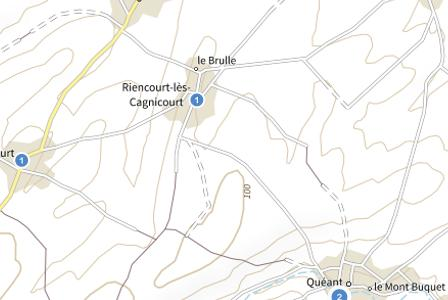 le Brulle
Riencourt-lès-
Cagnicourt
1
urt
1
100
Quéant
le Mont Buquet
2